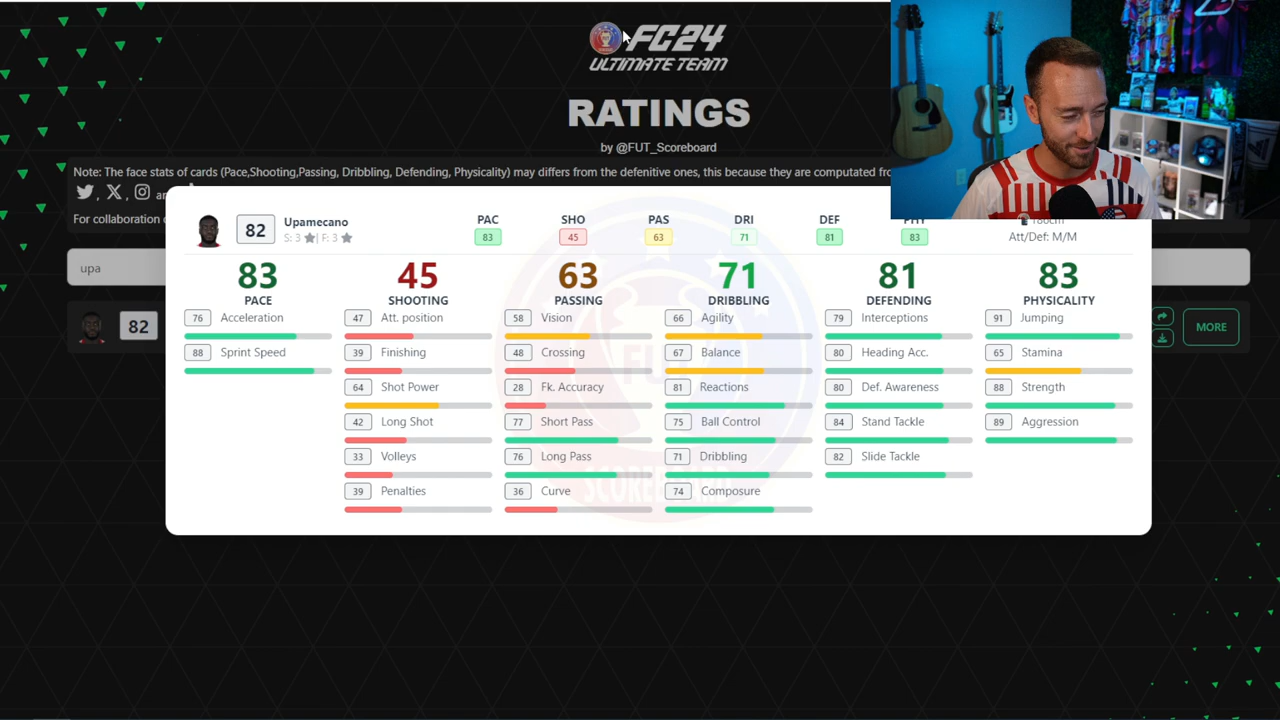 FC24
ULTIMATE TEAM
RATINGS
by @FUT_Scoreboard
Note: The face stats of cards (Pace,Shooting,Passing, Dribbling, Defending, Physicality) may differs from the defenitive ones, this because they are computated
For collaboration
upa
82
MORE
82
Upamecano
S: 3 ★| F: 3 ★
PAC
SHO
PAS
DRI
DEF
PHY
83
45
63
71
81
83
Att/Def: M/M
83
PACE
76 Acceleration
88 Sprint Speed
45
SHOOTING
47 Att. position
39 Finishing
64 Shot Power
42 Long Shot
33 Volleys
39 Penalties
63
PASSING
58 Vision
48 Crossing
28 Fk. Accuracy
77 Short Pass
76 Long Pass
36 Curve
71
DRIBBLING
66 Agility
67 Balance
81 Reactions
75 Ball Control
71 Dribbling
74 Composure
81
DEFENDING
79 Interceptions
80 Heading Acc.
80 Def. Awareness
84 Stand Tackle
82 Slide Tackle
83
PHYSICALITY
91 Jumping
65 Stamina
88 Strength
89 Aggression
FUT
SCOREBOARD